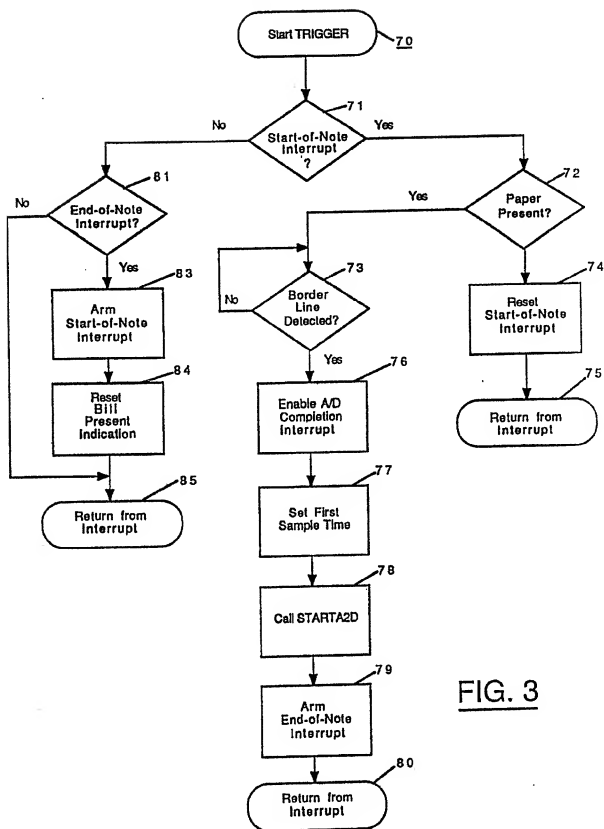 Start TRIGGER
70
71
Start-of-Note
Interrupt
?
No
Yes
81
End-of-Note
Interrupt?
No
Yes
72
Paper
Present?
Yes
73
Border
Line
Detected?
No
Yes
83
Arm
Start-of-Note
Interrupt
74
Reset
Start-of-Note
Interrupt
84
Reset
Bill
Present
Indication
75
Return from
Interrupt
76
Enable A/D
Completion
Interrupt
85
Return from
Interrupt
77
Set First
Sample Time
78
Call STARTA2D
79
Arm
End-of-Note
Interrupt
80
Return from
Interrupt
FIG. 3